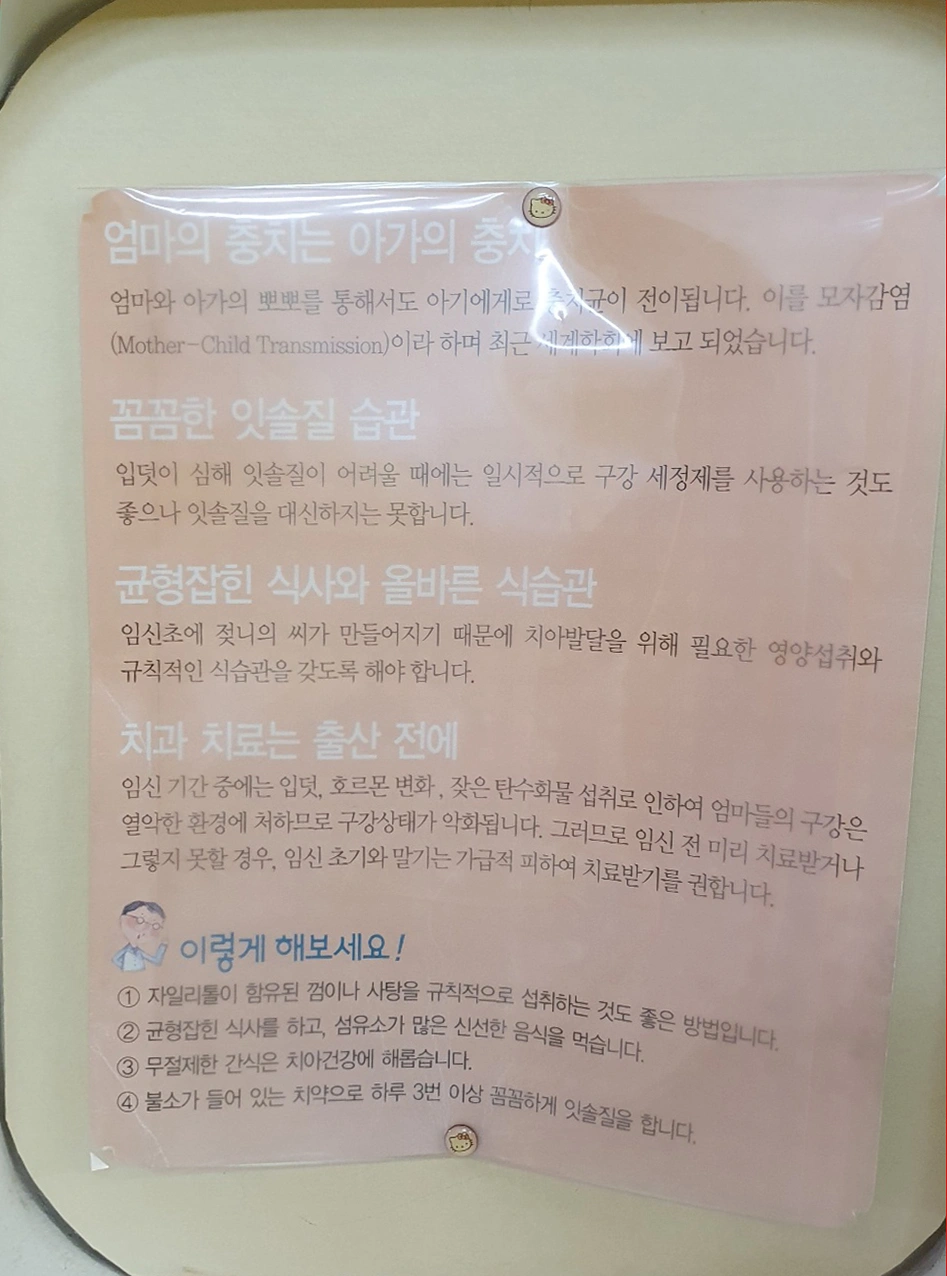 엄마의 충치는 아가의 충치
엄마와 아가의 뽀뽀를 통해서도 아기에게로 충치균이 전이됩니다. 이를 모자감염
(Mother-Child Transmission)이라 하며 최근 세계학회에 보고 되었습니다.
꼼꼼한 잇솔질 습관
입덧이 심해 잇솔질이 어려울 때에는 일시적으로 구강 세정제를 사용하는 것도
좋으나 잇솔질을 대신하지는 못합니다.
균형잡힌 식사와 올바른 식습관
임신초에 젖니의 씨가 만들어지기 때문에 치아발달을 위해 필요한 영양섭취와
규칙적인 식습관을 갖도록 해야 합니다.
치과 치료는 출산 전에
임신 기간 중에는 입덧, 호르몬 변화, 잦은 탄수화물 섭취로 인하여 엄마들의 구강은
열악한 환경에 처하므로 구강상태가 악화됩니다. 그러므로 임신 전 미리 치료받거나
그렇지 못할 경우, 임신 초기와 말기는 가급적 피하여 치료받기를 권합니다.
이렇게 해보세요!
① 자일리톨이 함유된 껌이나 사탕을 규칙적으로 섭취하는 것도 좋은 방법입니다.
② 균형잡힌 식사를 하고, 섬유소가 많은 신선한 음식을 먹습니다.
③ 무절제한 간식은 치아건강에 해롭습니다.
④ 불소가 들어 있는 치약으로 하루 3번 이상 꼼꼼하게 잇솔질을 합니다.